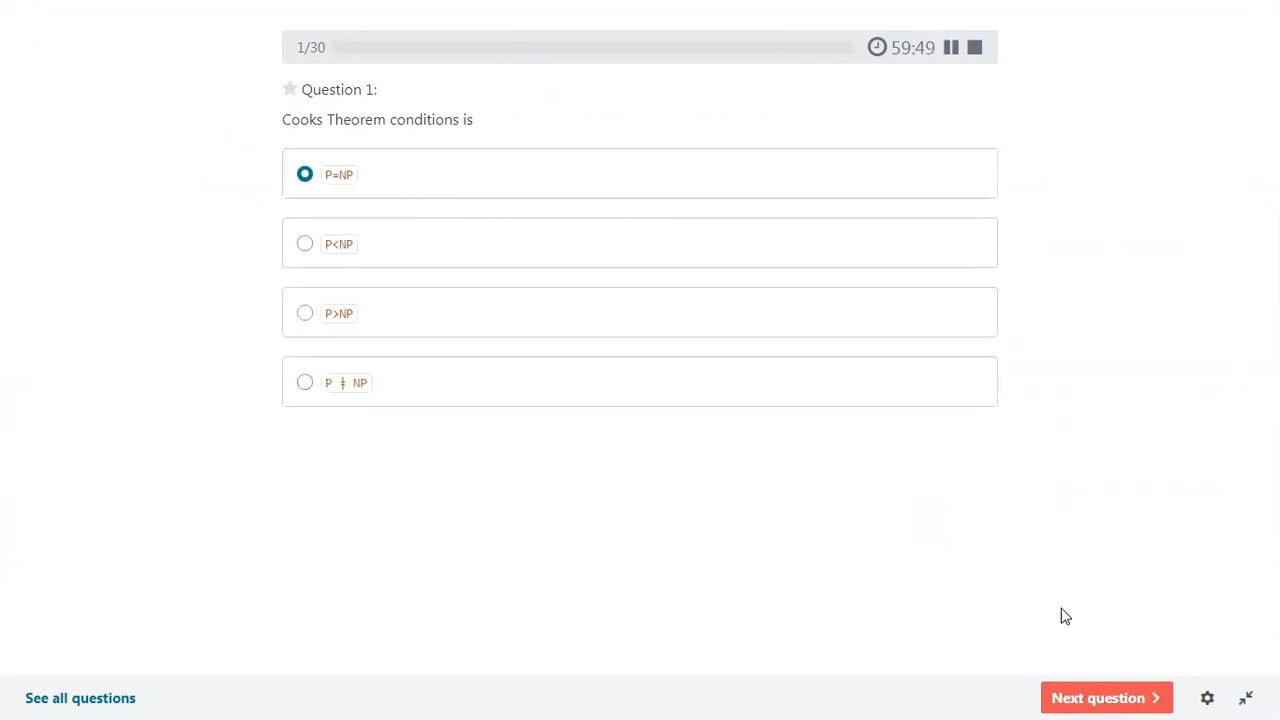 1/30
59:49
Question 1:
Cooks Theorem conditions is
P=NP
P<NP
P>NP
P ǂ NP
See all questions
Next question